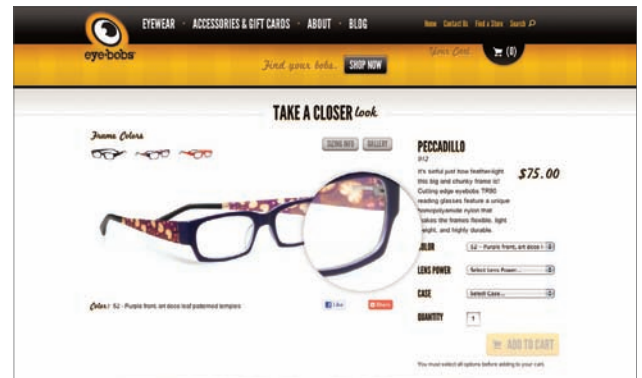 EYEWEAR · ACCESSORIES & GIFT CARDS · ABOUT · BLOG
Home Contact Us Find a Store Search
eye•bobs
Find your bobs. SHOP NOW
Your Cart (0)
TAKE A CLOSER look
Frame Colors
SIZING INFO GALLERY
PECCADILLO
912
$75.00
It's sinful just how featherlight
this big and chunky frame is!
Cutting edge eyebobs TR90
reading glasses feature a unique
homopolyamide nylon that
makes the frames flexible, light
weight, and highly durable.
COLOR 52 - Purple front, art deco l
LENS POWER Select Lens Power...
CASE Select Case...
QUANTITY 1
Color: 52 - Purple front, art deco leaf patterned temples
Like Share
ADD TO CART
You must select all options before adding to your cart.